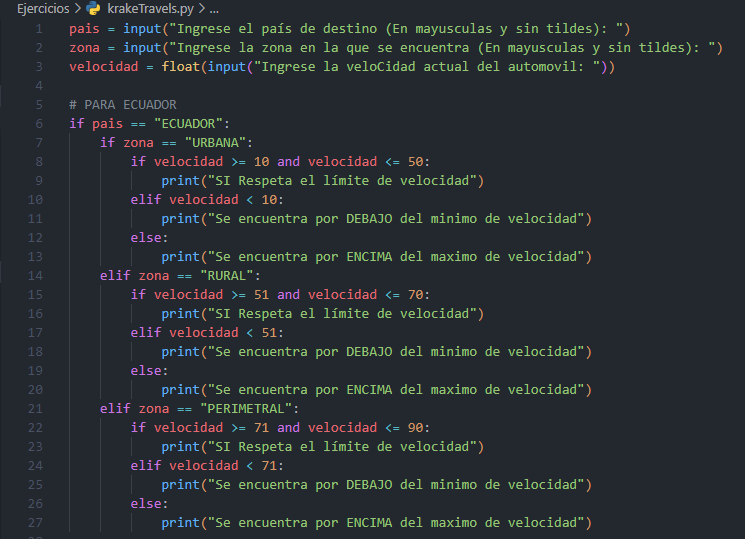 Ejercicios > krakeTravels.py > ...
1 pais = input("Ingrese el país de destino (En mayusculas y sin tildes): ")
2 zona = input("Ingrese la zona en la que se encuentra (En mayusculas y sin tildes): ")
3 velocidad = float(input("Ingrese la veloCidad actual del automovil: "))
4
5 # PARA ECUADOR
6 if pais == "ECUADOR":
7     if zona == "URBANA":
8         if velocidad >= 10 and velocidad <= 50:
9             print("SI Respeta el límite de velocidad")
10         elif velocidad < 10:
11             print("Se encuentra por DEBAJO del minimo de velocidad")
12         else:
13             print("Se encuentra por ENCIMA del maximo de velocidad")
14     elif zona == "RURAL":
15         if velocidad >= 51 and velocidad <= 70:
16             print("SI Respeta el límite de velocidad")
17         elif velocidad < 51:
18             print("Se encuentra por DEBAJO del minimo de velocidad")
19         else:
20             print("Se encuentra por ENCIMA del maximo de velocidad")
21     elif zona == "PERIMETRAL":
22         if velocidad >= 71 and velocidad <= 90:
23             print("SI Respeta el límite de velocidad")
24         elif velocidad < 71:
25             print("Se encuentra por DEBAJO del minimo de velocidad")
26         else:
27             print("Se encuentra por ENCIMA del maximo de velocidad")